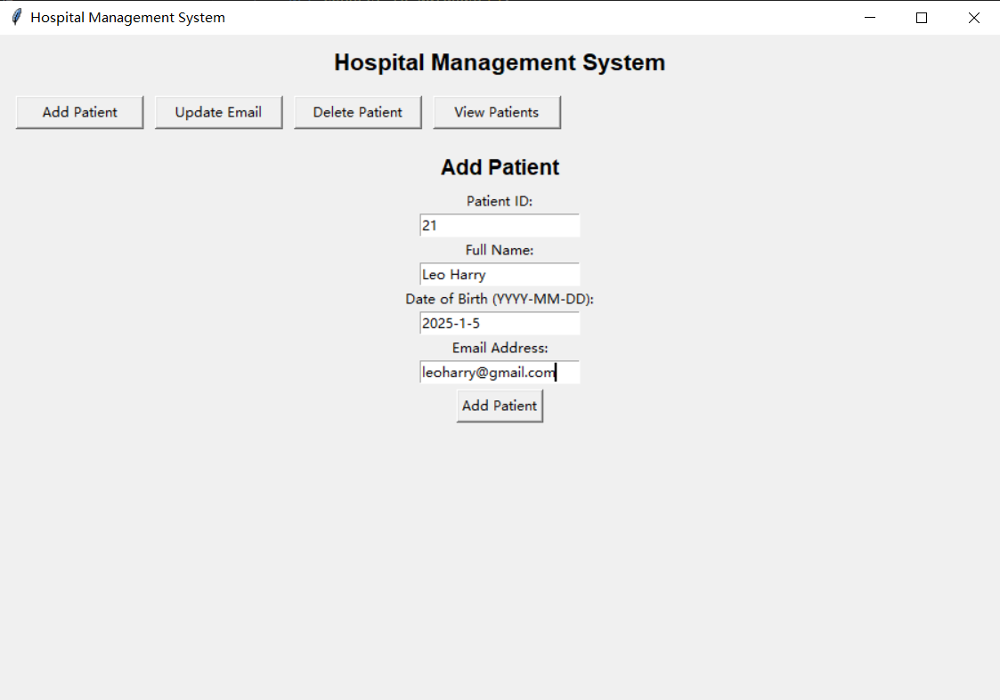 Hospital Management System
Hospital Management System
Add Patient Update Email Delete Patient View Patients
Add Patient
Patient ID:
21
Full Name:
Leo Harry
Date of Birth (YYYY-MM-DD):
2025-1-5
Email Address:
leoharry@gmail.com
Add Patient